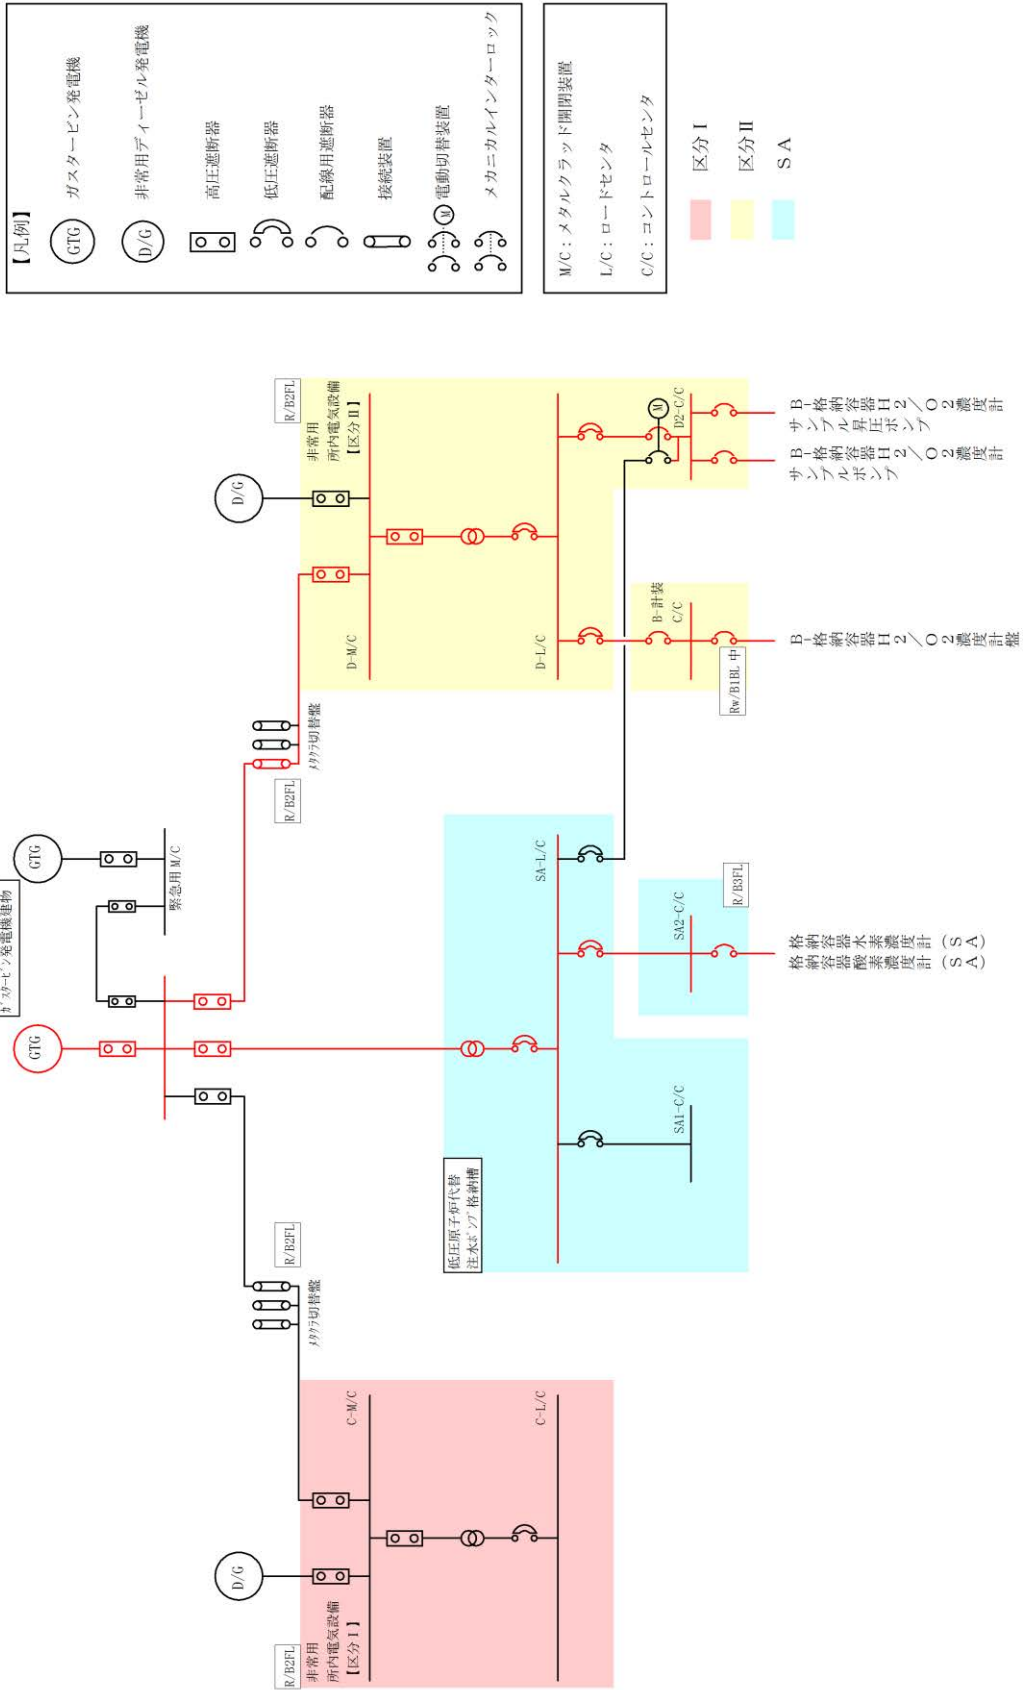 ガスタービン発電機建物
GTG
GTG
緊急用 M/C
R/B2FL
メタクラ切替盤
R/B2FL
メタクラ切替盤
D/G
R/B2FL
非常用
所内電気設備
【区分Ⅰ】
C-M/C
C-L/C
低圧原子炉代替
注水ポンプ格納槽
SA-L/C
SA1-C/C
SA2-C/C
R/B3FL
格納容器水素濃度計(SA)
格納容器酸素濃度計(SA)
D/G
R/B2FL
非常用
所内電気設備
【区分Ⅱ】
D-M/C
D-L/C
B-計装
C/C
Rw/B1BL 中
D2-C/C
M
B-格納容器H2/O2濃度計盤
B-格納容器H2/O2濃度計
サンプルポンプ
B-格納容器H2/O2濃度計
サンプル昇圧ポンプ
【凡例】
GTG ガスタービン発電機
D/G 非常用ディーゼル発電機
高圧遮断器
低圧遮断器
配線用遮断器
接続装置
M 電動切替装置
メカニカルインターロック
M/C:メタルクラッド開閉装置
L/C:ロードセンタ
C/C:コントロールセンタ
区分Ⅰ
区分Ⅱ
SA